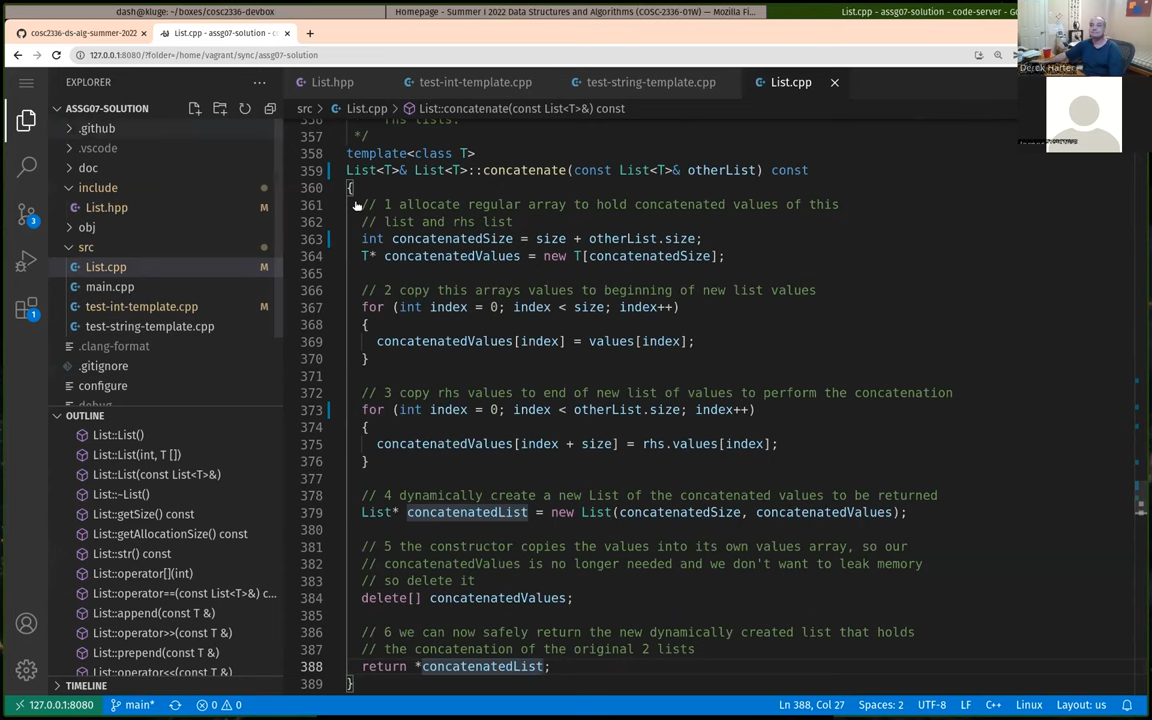 dash@kluge: ~/boxes/cosc2336-devbox
Homepage - Summer I 2022 Data Structures and Algorithms (COSC-2336-01W) — Mozilla Fi...
List.cpp - assg07-solution - code-server — Go
cosc2336-ds-alg-summer-2022
List.cpp - assg07-solution - co
127.0.0.1:8080/?folder=/home/vagrant/sync/assg07-solution
Derek Harter
EXPLORER
List.hpp
test-int-template.cpp
test-string-template.cpp
List.cpp
ASSG07-SOLUTION
src > List.cpp > List::concatenate(const List<T>&) const
.github
.vscode
doc
include
List.hpp M
obj
src
List.cpp M
main.cpp
test-int-template.cpp M
test-string-template.cpp
.clang-format
.gitignore
configure
debug
3
1
OUTLINE
List::List()
List::List(int, T [])
List::List(const List<T>&)
List::~List()
List::getSize() const
List::getAllocationSize() const
List::str() const
List::operator[](int)
List::operator==(const List<T>&) c...
List::append(const T &)
List::operator>>(const T &)
List::prepend(const T &)
List::operator<<(const T &)
TIMELINE
336 rhs lists.
357 */
358 template<class T>
359 List<T>& List<T>::concatenate(const List<T>& otherList) const
360 {
361 // 1 allocate regular array to hold concatenated values of this
362 // list and rhs list
363 int concatenatedSize = size + otherList.size;
364 T* concatenatedValues = new T[concatenatedSize];
365
366 // 2 copy this arrays values to beginning of new list values
367 for (int index = 0; index < size; index++)
368 {
369 concatenatedValues[index] = values[index];
370 }
371
372 // 3 copy rhs values to end of new list of values to perform the concatenation
373 for (int index = 0; index < otherList.size; index++)
374 {
375 concatenatedValues[index + size] = rhs.values[index];
376 }
377
378 // 4 dynamically create a new List of the concatenated values to be returned
379 List* concatenatedList = new List(concatenatedSize, concatenatedValues);
380
381 // 5 the constructor copies the values into its own values array, so our
382 // concatenatedValues is no longer needed and we don't want to leak memory
383 // so delete it
384 delete[] concatenatedValues;
385
386 // 6 we can now safely return the new dynamically created list that holds
387 // the concatenation of the original 2 lists
388 return *concatenatedList;
389 }
127.0.0.1:8080
main*
0 0
Ln 388, Col 27
Spaces: 2
UTF-8
LF
C++
Linux
Layout: us